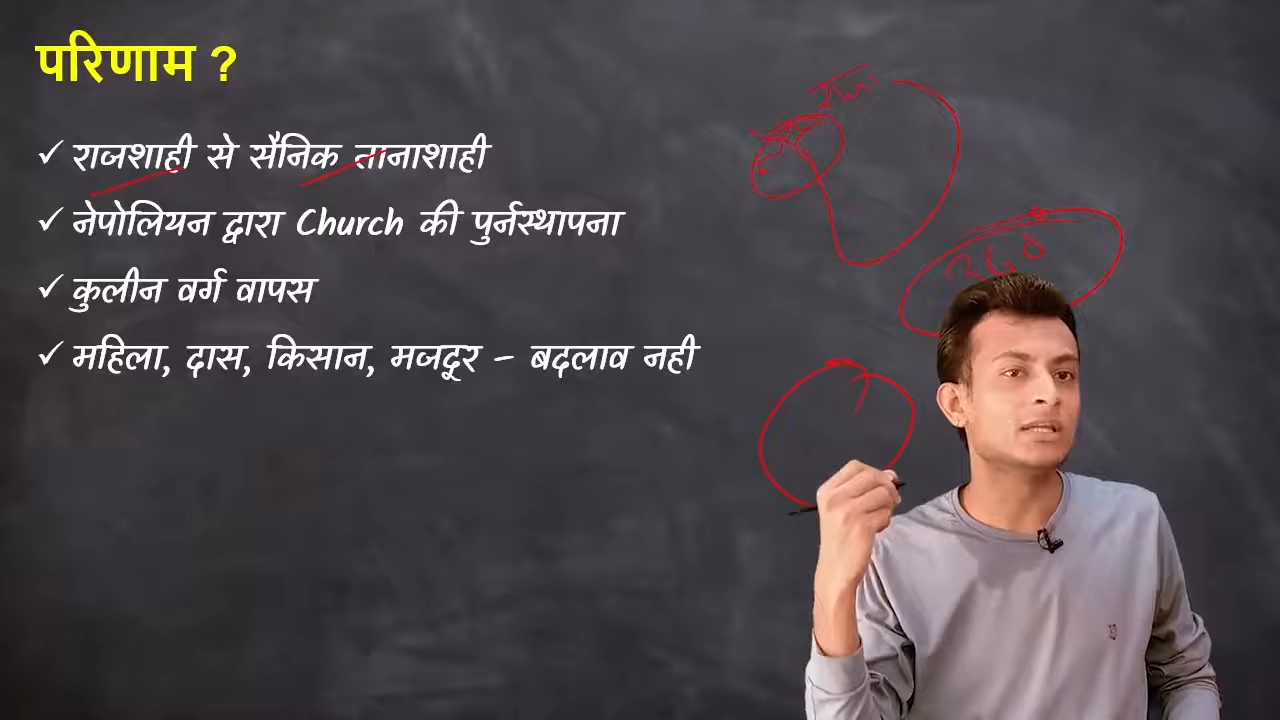 परिणाम ?
✓ राजशाही से सैनिक तानाशाही
✓ नेपोलियन द्वारा Church की पुर्नस्थापना
✓ कुलीन वर्ग वापस
✓ महिला, दास, किसान, मजदूर – बदलाव नही